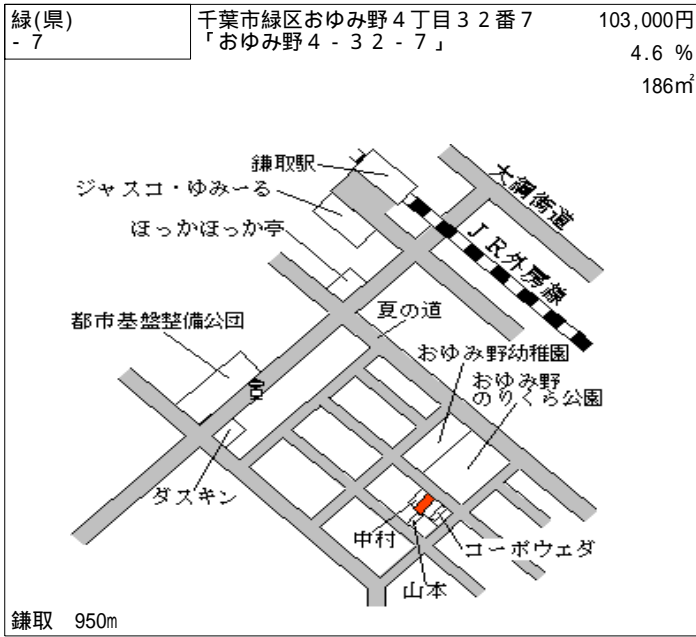 緑(県)
- 7
千葉市緑区おゆみ野４丁目３２番７
「おゆみ野４‐３２‐７」
103,000円
4.6 %
186㎡
鎌取駅
大網街道
ジャスコ・ゆみーる
ＪＲ外房線
ほっかほっか亭
夏の道
都市基盤整備公団
おゆみ野幼稚園
おゆみ野
のりくら公園
ダスキン
中村
コーポウェダ
山本
鎌取 950m